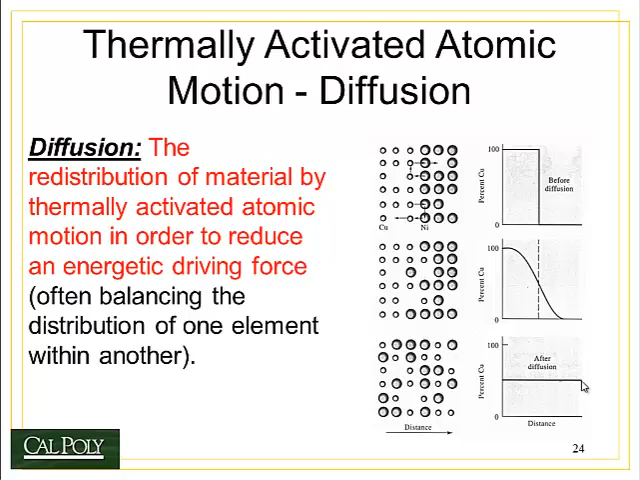 Thermally Activated Atomic
Motion - Diffusion
Diffusion: The
redistribution of material by
thermally activated atomic
motion in order to reduce
an energetic driving force
(often balancing the
distribution of one element
within another).
Cu
Ni
100
Percent Cu
Before
diffusion
0
100
Percent Cu
0
100
Percent Cu
After
diffusion
0
Distance
Distance
CAL POLY
24